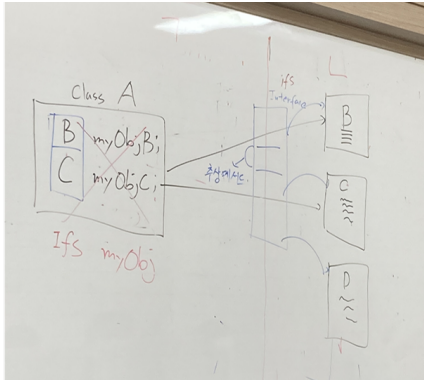 class A
B myObjB;
C myObjC;
Ifs myObj
ifs
Interface
추상메서드
B
C
D